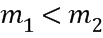 m₁ < m₂